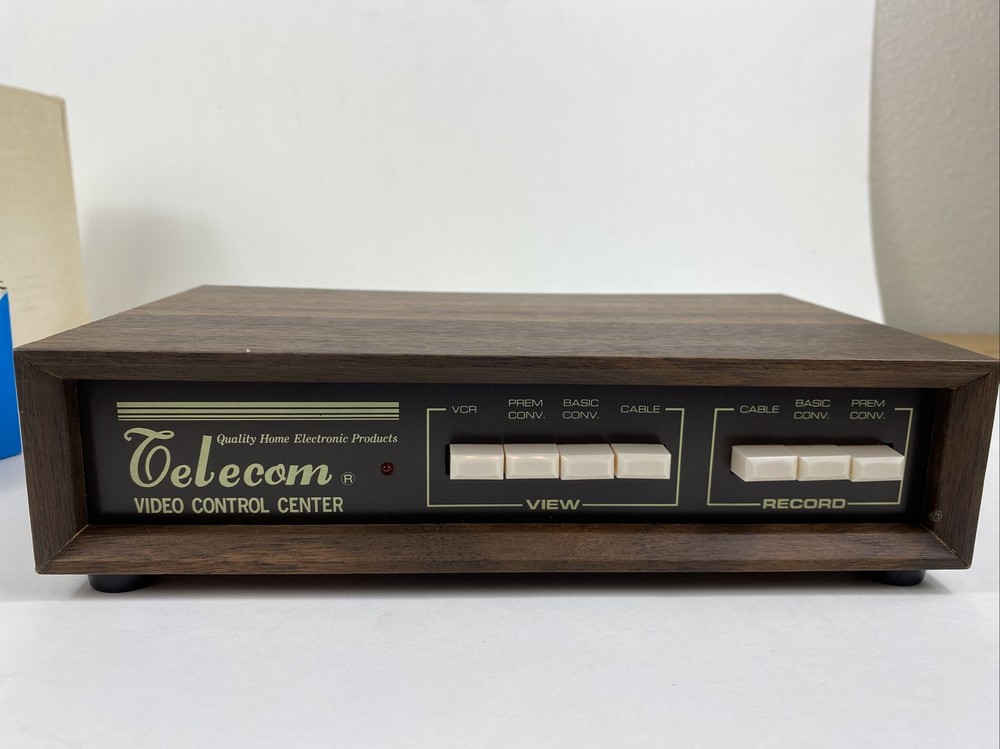 Quality Home Electronic Products
Telecom ®
VIDEO CONTROL CENTER
VCR
PREM CONV.
BASIC CONV.
CABLE
VIEW
CABLE
BASIC CONV.
PREM CONV.
RECORD